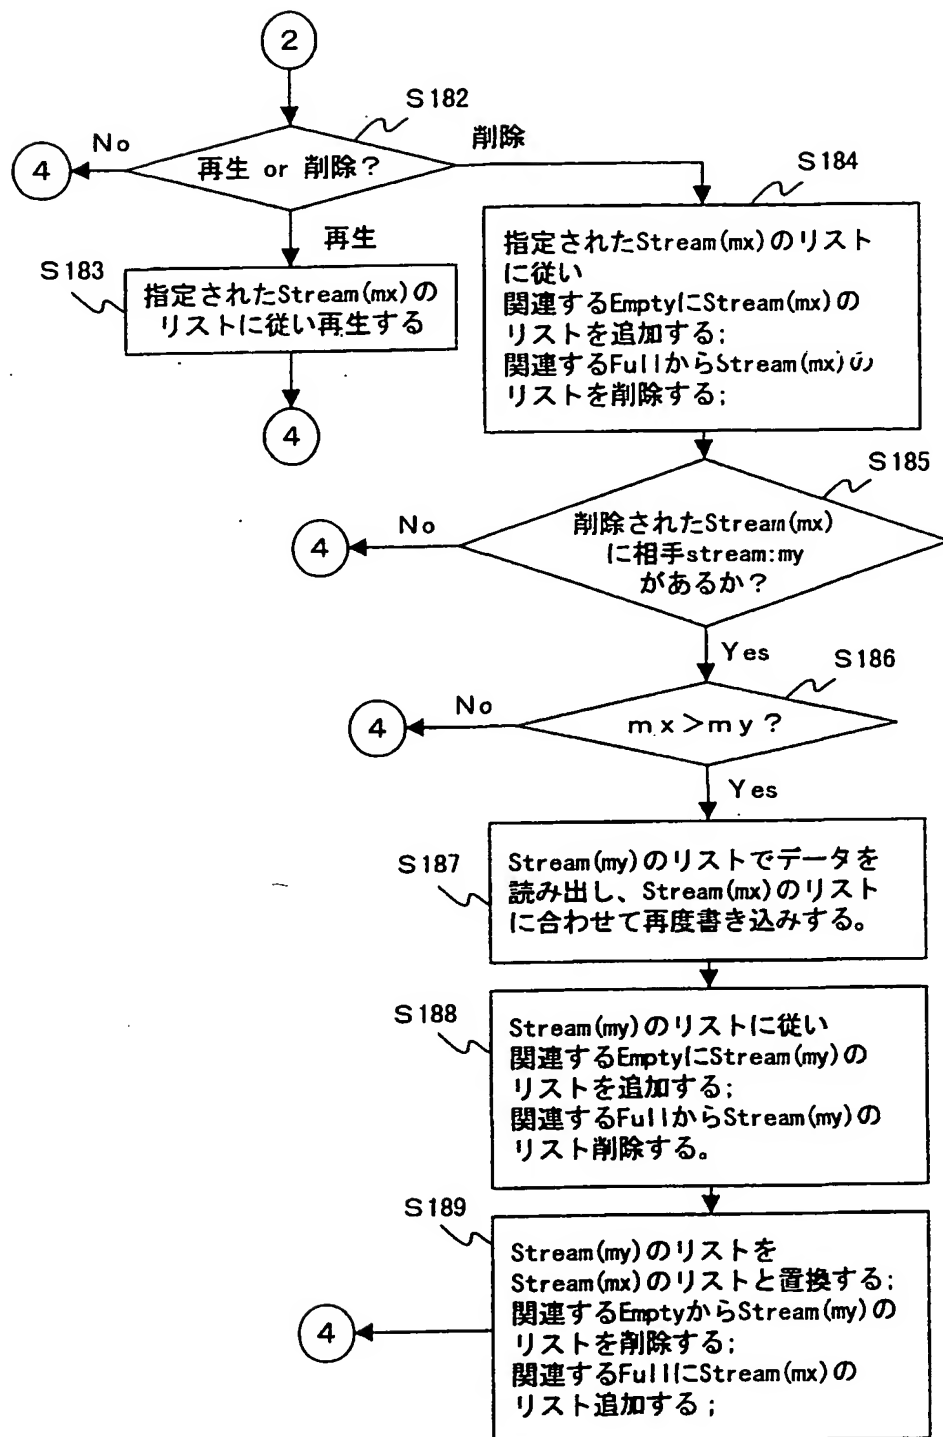 2
S182
No
削除
4
再生 or 削除?
S184
再生
指定されたStream(mx)のリスト
に従い
関連するEmptyにStream(mx)の
リストを追加する;
関連するFullからStream(mx)の
リストを削除する;
S183
指定されたStream(mx)の
リストに従い再生する
4
S185
No
4
削除されたStream(mx)
に相手stream:my
があるか?
Yes
S186
No
4
mx>my?
Yes
S187
Stream(my)のリストでデータを
読み出し、Stream(mx)のリスト
に合わせて再度書き込みする。
S188
Stream(my)のリストに従い
関連するEmptyにStream(my)の
リストを追加する;
関連するFullからStream(my)の
リスト削除する。
S189
Stream(my)のリストを
Stream(mx)のリストと置換する;
関連するEmptyからStream(my)の
リストを削除する;
関連するFullにStream(mx)の
リスト追加する;
4